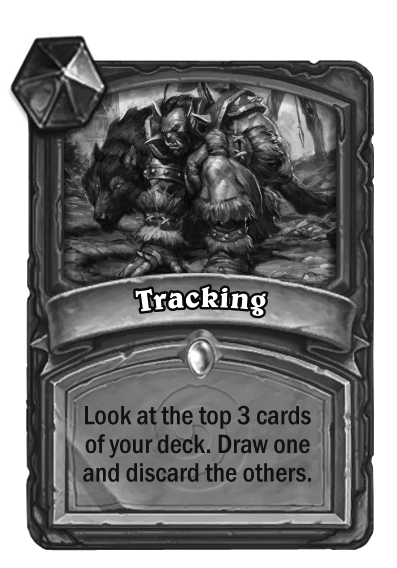 Tracking
Look at the top 3 cards
of your deck. Draw one
and discard the others.